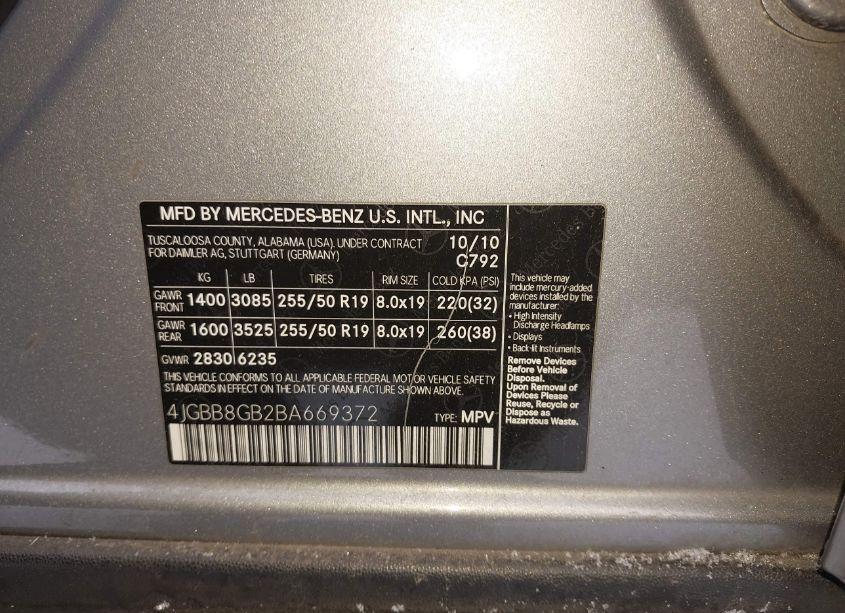 MFD BY MERCEDES-BENZ U.S. INTL., INC
TUSCALOOSA COUNTY, ALABAMA (USA). UNDER CONTRACT 10/10
FOR DAIMLER AG, STUTTGART (GERMANY) C792
KG LB TIRES RIM SIZE COLD KPA (PSI)
GAWR FRONT 1400 3085 255/50 R19 8.0x19 220(32)
GAWR REAR 1600 3525 255/50 R19 8.0x19 260(38)
GVWR 2830 6235
THIS VEHICLE CONFORMS TO ALL APPLICABLE FEDERAL MOTOR VEHICLE SAFETY
STANDARDS IN EFFECT ON THE DATE OF MANUFACTURE SHOWN ABOVE.
4JGBB8GB2BA669372 TYPE: MPV
This vehicle may
include mercury-added
devices installed by the
manufacturer:
• High Intensity
Discharge Headlamps
• Displays
• Back-lit Instruments
Remove Devices
Before Vehicle
Disposal.
Upon Removal of
Devices Please
Reuse, Recycle or
Dispose as
Hazardous Waste.